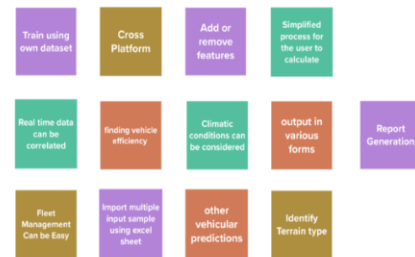 Train using
own dataset
Cross
Platform
Add or
remove
features
Simplified
process for
the user to
calculate
Real time data
can be
correlated
finding vehicle
efficiency
Climatic
conditions can
be considered
output in
various
forms
Report
Generation
Fleet
Management
Can be Easy
Import multiple
input sample
using excel
sheet
other
vehicular
predictions
Identify
Terrain type